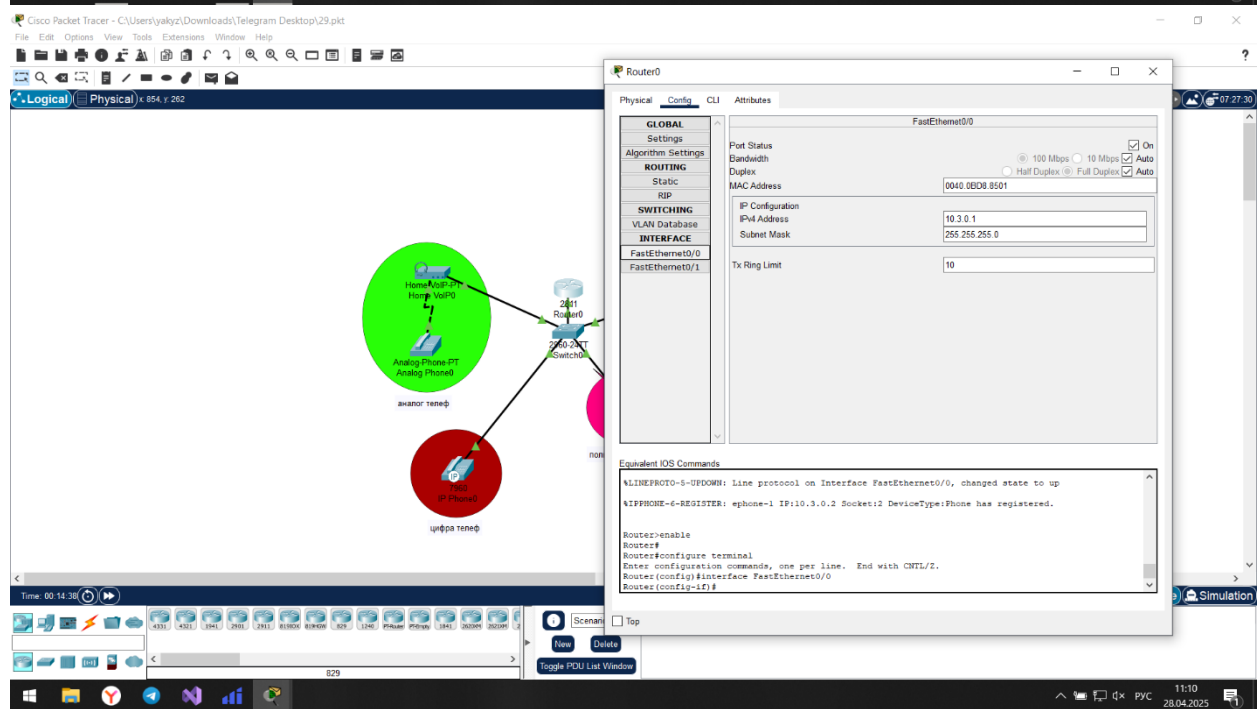 Cisco Packet Tracer - C:\Users\yakyz\Downloads\Telegram Desktop\29.pkt
File Edit Options View Tools Extensions Window Help
?
Logical
Physical
x: 854, y: 262
07:27:30
Home-VoIP-PT
Home VoIP0
Analog-Phone-PT
Analog Phone0
аналог телеф
2811
Router0
2960-24TT
Switch0
IP
7960
IP Phone0
цифра телеф
Router0
Physical Config CLI Attributes
GLOBAL
Settings
Algorithm Settings
ROUTING
Static
RIP
SWITCHING
VLAN Database
INTERFACE
FastEthernet0/0
FastEthernet0/1
FastEthernet0/0
Port Status On
Bandwidth 100 Mbps 10 Mbps Auto
Duplex Half Duplex Full Duplex Auto
MAC Address 0040.0BD8.8501
IP Configuration
IPv4 Address 10.3.0.1
Subnet Mask 255.255.255.0
Tx Ring Limit 10
Equivalent IOS Commands
%LINEPROTO-5-UPDOWN: Line protocol on Interface FastEthernet0/0, changed state to up
%IPPHONE-6-REGISTER: ephone-1 IP:10.3.0.2 Socket:2 DeviceType:Phone has registered.
Router>enable
Router#
Router#configure terminal
Enter configuration commands, one per line. End with CNTL/Z.
Router(config)#interface FastEthernet0/0
Router(config-if)#
Top
Time: 00:14:38
Simulation
4331 4321 1941 2901 2911 819IOX 819HGW 829 1240 PT-Router PT-Empty 1841 2620XM 2621XM
829
Scenari
New Delete
Toggle PDU List Window
РУС
11:10
28.04.2025